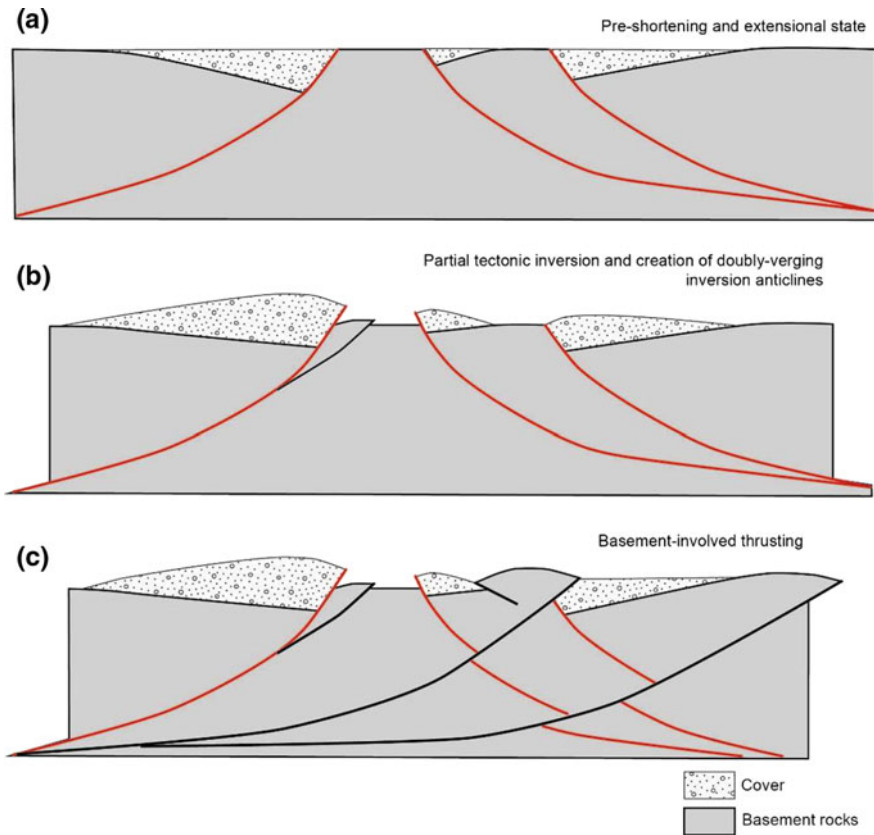 (a)
Pre-shortening and extensional state
(b)
Partial tectonic inversion and creation of doubly-verging
inversion anticlines
(c)
Basement-involved thrusting
Cover
Basement rocks